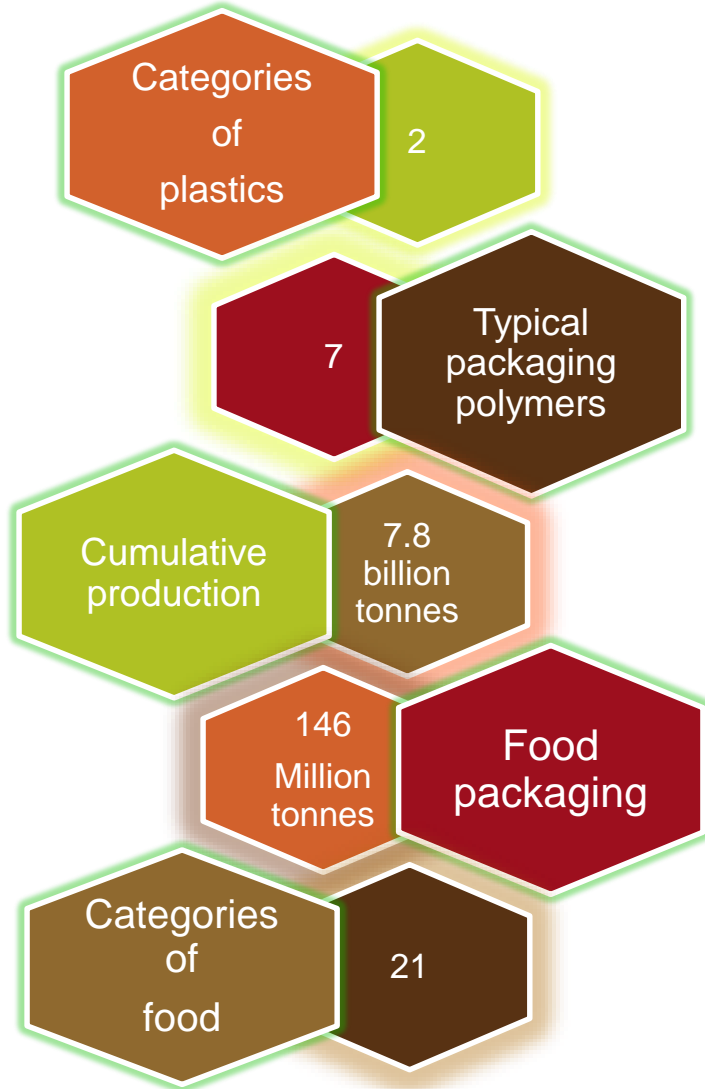 Categories
of
plastics
2
7
Typical
packaging
polymers
Cumulative
production
7.8
billion
tonnes
146
Million
tonnes
Food
packaging
Categories
of
food
21